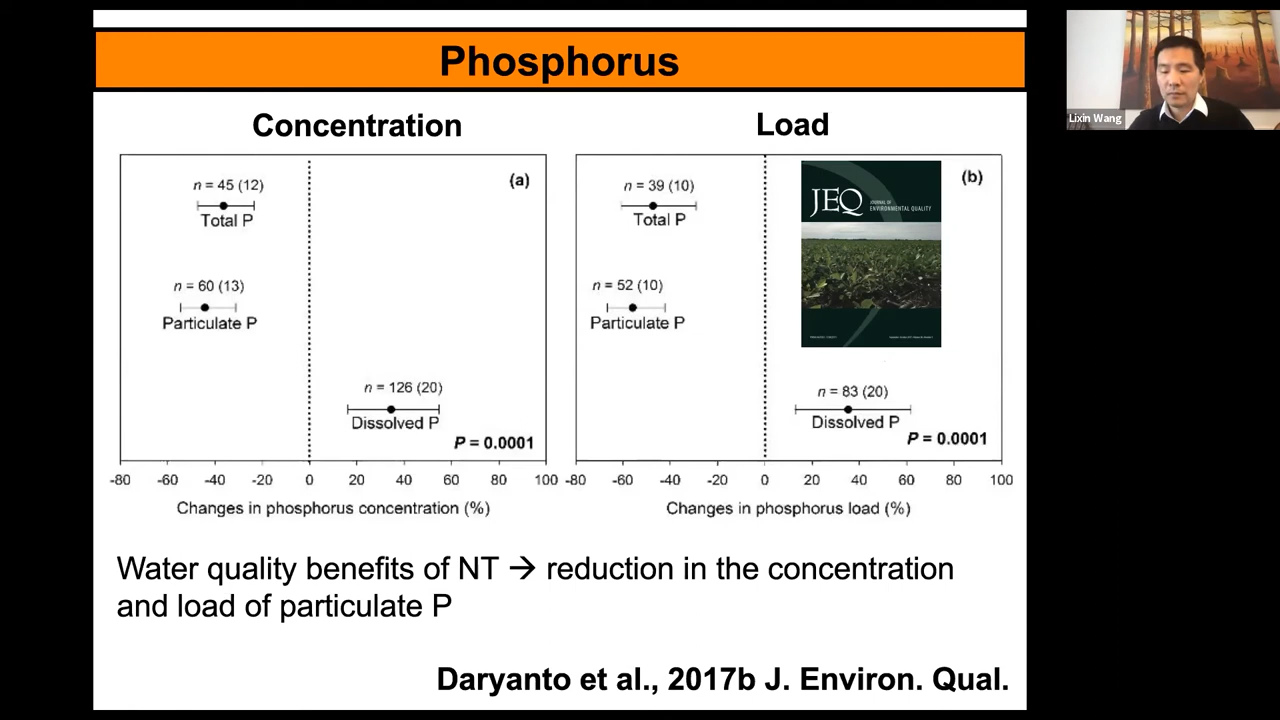 Phosphorus
Lixin Wang
Concentration
Load
(a)
n = 45 (12)
Total P
n = 60 (13)
Particulate P
n = 126 (20)
Dissolved P
P = 0.0001
-80 -60 -40 -20 0 20 40 60 80 100
Changes in phosphorus concentration (%)
(b)
n = 39 (10)
Total P
JEQ
JOURNAL OF
ENVIRONMENTAL QUALITY
n = 52 (10)
Particulate P
n = 83 (20)
Dissolved P
P = 0.0001
-80 -60 -40 -20 0 20 40 60 80 100
Changes in phosphorus load (%)
Water quality benefits of NT → reduction in the concentration
and load of particulate P
Daryanto et al., 2017b J. Environ. Qual.